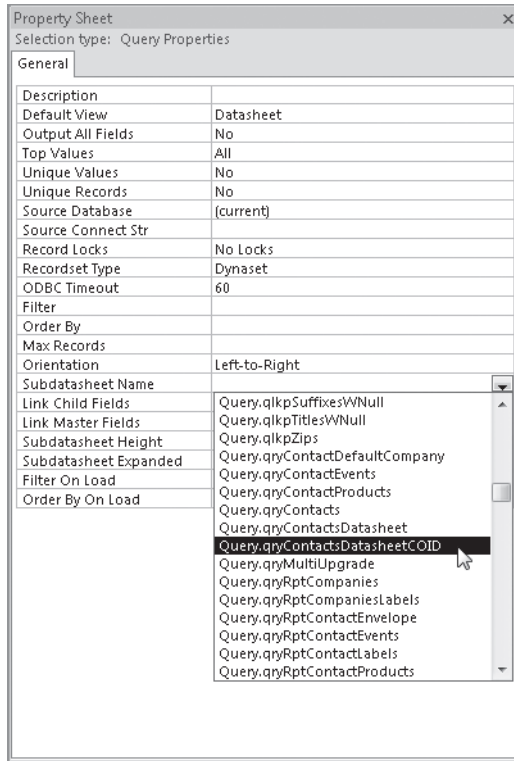 Property Sheet
Selection type: Query Properties
General
Description
Default View Datasheet
Output All Fields No
Top Values All
Unique Values No
Unique Records No
Source Database (current)
Source Connect Str
Record Locks No Locks
Recordset Type Dynaset
ODBC Timeout 60
Filter
Order By
Max Records
Orientation Left-to-Right
Subdatasheet Name
Link Child Fields Query.qlkpSuffixesWNull
Link Master Fields Query.qlkpTitlesWNull
Subdatasheet Height Query.qlkpZips
Subdatasheet Expanded Query.qryContactDefaultCompany
Filter On Load Query.qryContactEvents
Order By On Load Query.qryContactProducts
Query.qryContacts
Query.qryContactsDatasheet
Query.qryContactsDatasheetCOID
Query.qryMultiUpgrade
Query.qryRptCompanies
Query.qryRptCompaniesLabels
Query.qryRptContactEnvelope
Query.qryRptContactEvents
Query.qryRptContactLabels
Query.qryRptContactProducts